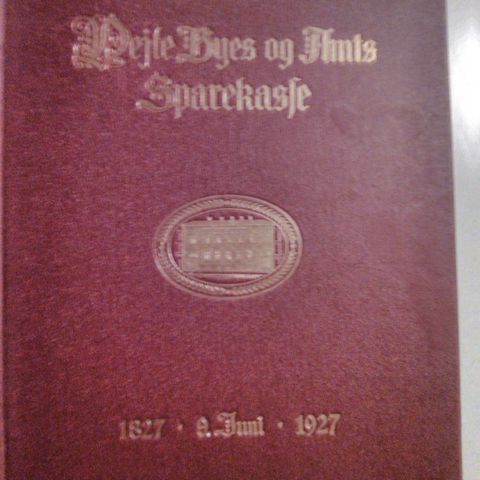 Vejle Byes og Amts
Sparekasse
1827 · 9. Juni · 1927